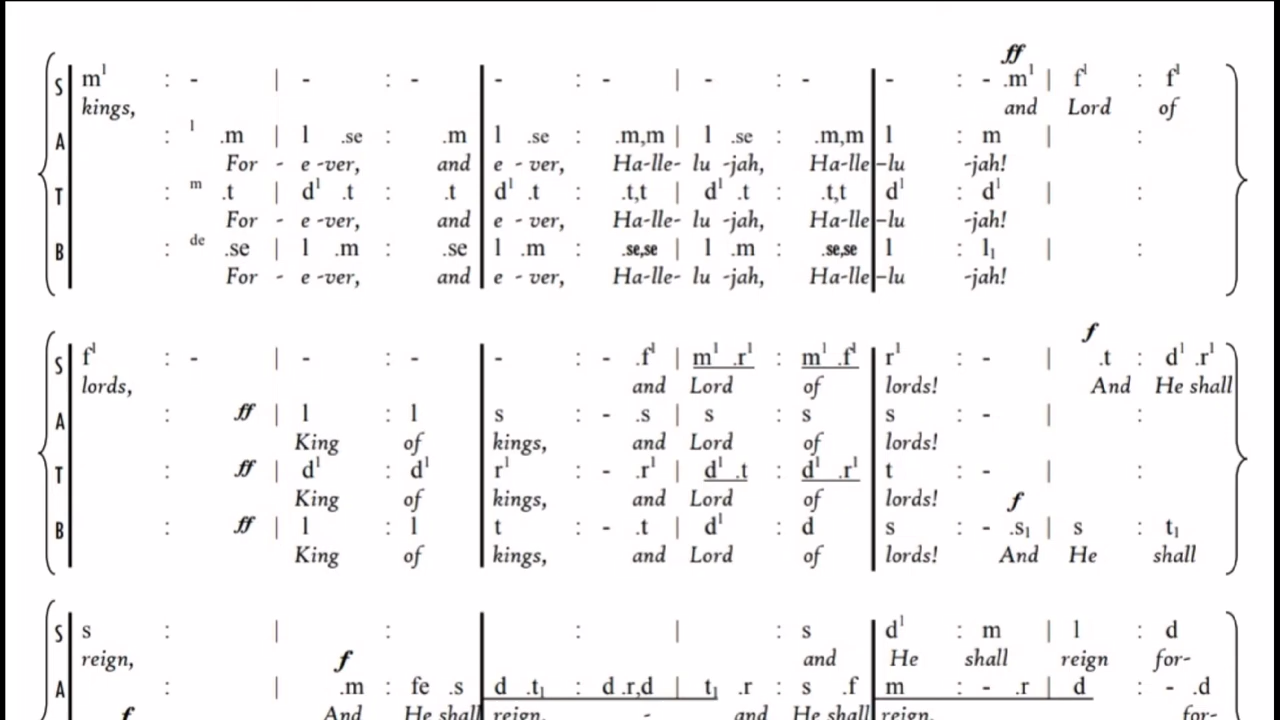 ff
S m¹ : - | - : - | - : - | - : - | - : - .m¹ | f¹ : f¹
kings, and Lord of
A : l .m | l .se : .m | l .se : .m,m | l .se : .m,m | l : m | :
For - e -ver, and e - ver, Ha-lle- lu -jah, Ha-lle-lu -jah!
T : m .t | d¹ .t : .t | d¹ .t : .t,t | d¹ .t : .t,t | d¹ : d¹ | :
For - e -ver, and e - ver, Ha-lle- lu -jah, Ha-lle-lu -jah!
B : de .se | l .m : .se | l .m : .se,se | l .m : .se,se | l : l₁ | :
For - e -ver, and e - ver, Ha-lle- lu -jah, Ha-lle-lu -jah!
f
S f¹ : - | - : - | - : - .f¹ | m¹ .r¹ : m¹ .f¹ | r¹ : - | .t : d¹ .r¹
lords, and Lord of lords! And He shall
A : ff | l : l | s : - .s | s : s | s : - | :
King of kings, and Lord of lords!
T : ff | d¹ : d¹ | r¹ : - .r¹ | d¹ .t : d¹ .r¹ | t : - | :
King of kings, and Lord of lords! f
B : ff | l : l | t : - .t | d¹ : d | s : - .s₁ | s : t₁
King of kings, and Lord of lords! And He shall
S s : | : | : | : s | d¹ : m | l : d
reign, f and He shall reign for-
A : | .m : fe .s | d .t₁ : d .r,d | t₁ .r : s .f | m : - .r | d : - .d
f And He shall reign, - and He shall reign, for-